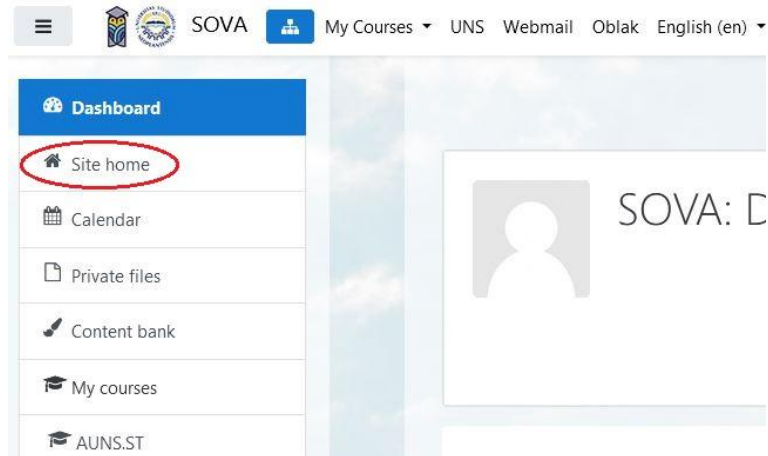 SOVA My Courses UNS Webmail Oblak English (en)
Dashboard
Site home
Calendar
Private files
Content bank
My courses
AUNS.ST
SOVA: D